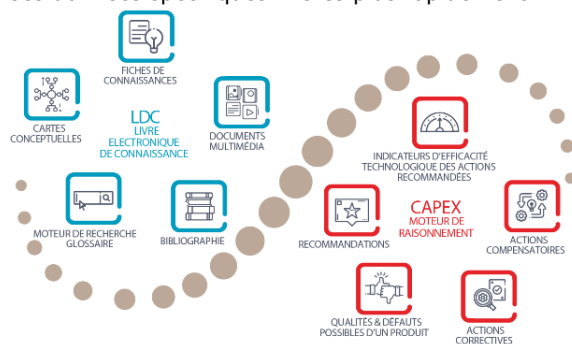 FICHES DE
CONNAISSANCES
CARTES
CONCEPTUELLES
LDC
LIVRE
ELECTRONIQUE
DE CONNAISSANCE
DOCUMENTS
MULTIMÉDIA
MOTEUR DE RECHERCHE
GLOSSAIRE
BIBLIOGRAPHIE
INDICATEURS D'EFFICACITÉ
TECHNOLOGIQUE DES ACTIONS
RECOMMANDÉES
RECOMMANDATIONS
CAPEX
MOTEUR DE
RAISONNEMENT
ACTIONS
COMPENSATOIRES
QUALITÉS & DÉFAUTS
POSSIBLES D'UN PRODUIT
ACTIONS
CORRECTIVES